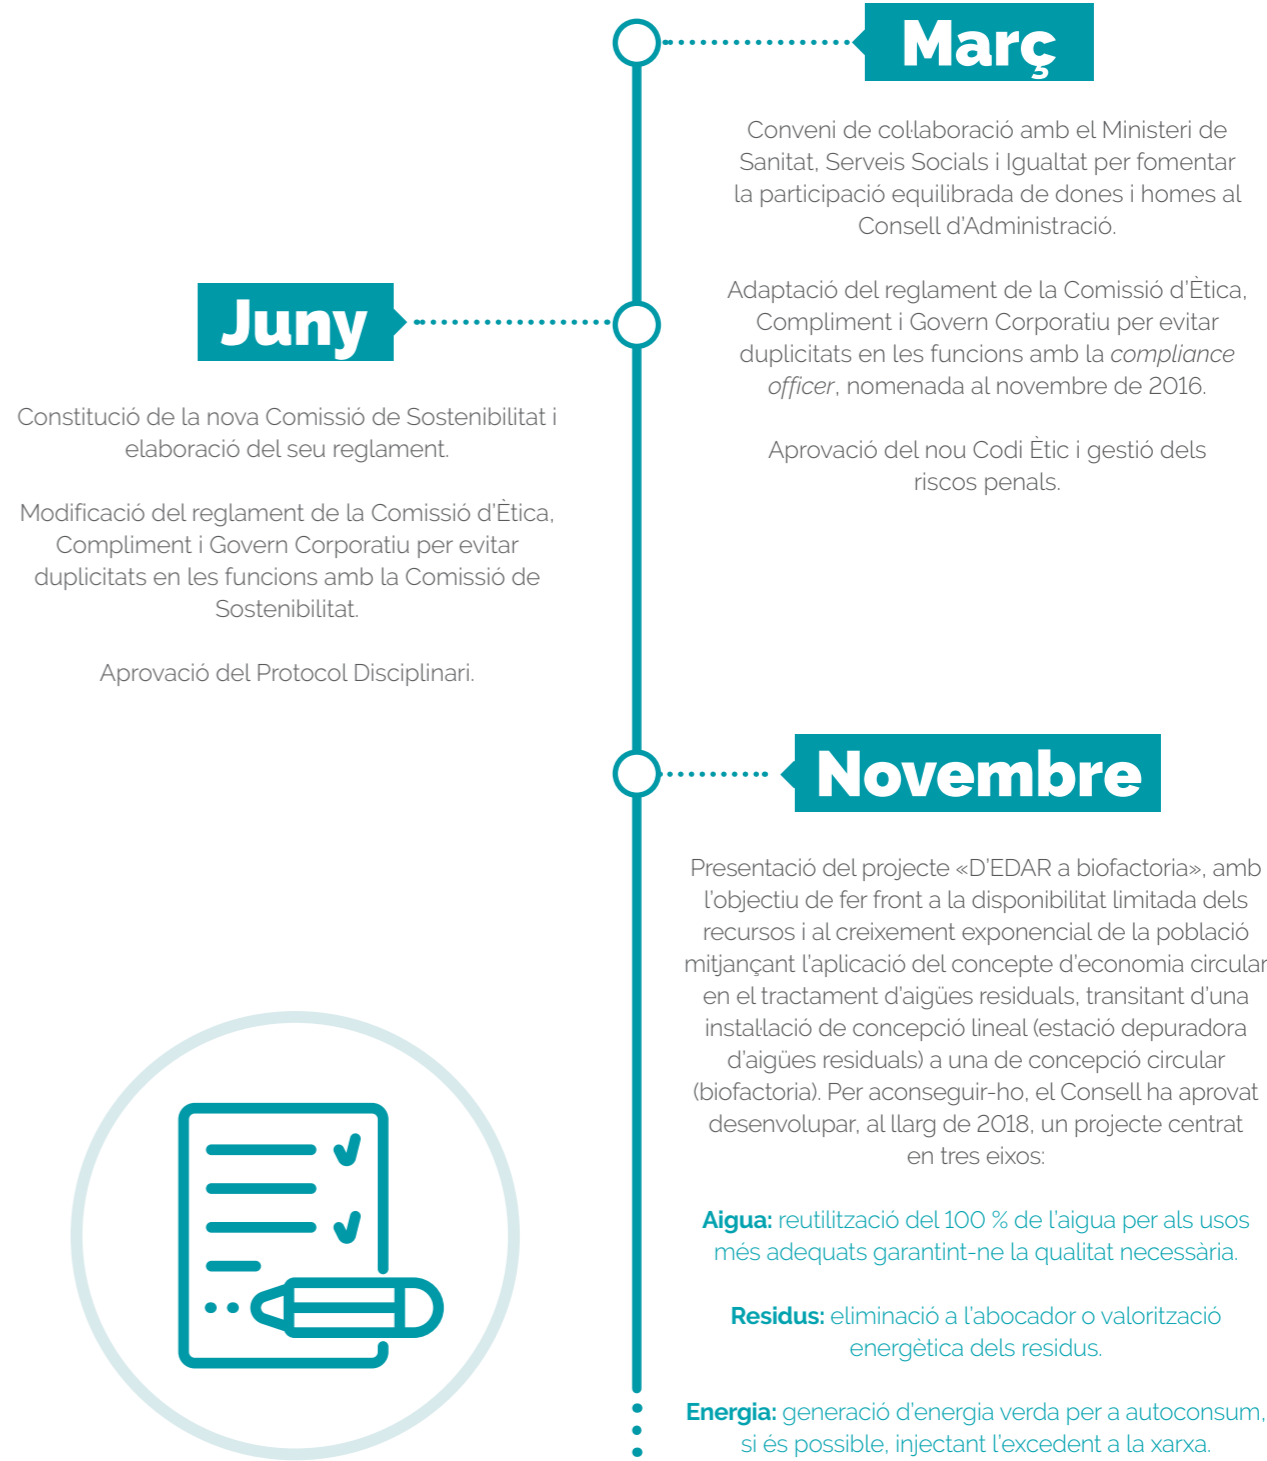 Març
Conveni de col·laboració amb el Ministeri de
Sanitat, Serveis Socials i Igualtat per fomentar
la participació equilibrada de dones i homes al
Consell d’Administració.
Adaptació del reglament de la Comissió d’Ètica,
Compliment i Govern Corporatiu per evitar
duplicitats en les funcions amb la compliance
officer, nomenada al novembre de 2016.
Aprovació del nou Codi Ètic i gestió dels
riscos penals.
Juny
Constitució de la nova Comissió de Sostenibilitat i
elaboració del seu reglament.
Modificació del reglament de la Comissió d’Ètica,
Compliment i Govern Corporatiu per evitar
duplicitats en les funcions amb la Comissió de
Sostenibilitat.
Aprovació del Protocol Disciplinari.
Novembre
Presentació del projecte «D’EDAR a biofactoria», amb
l’objectiu de fer front a la disponibilitat limitada dels
recursos i al creixement exponencial de la població
mitjançant l’aplicació del concepte d’economia circular
en el tractament d’aigües residuals, transitant d’una
instal·lació de concepció lineal (estació depuradora
d’aigües residuals) a una de concepció circular
(biofactoria). Per aconseguir-ho, el Consell ha aprovat
desenvolupar, al llarg de 2018, un projecte centrat
en tres eixos:
Aigua: reutilització del 100 % de l’aigua per als usos
més adequats garantint-ne la qualitat necessària.
Residus: eliminació a l’abocador o valorització
energètica dels residus.
Energia: generació d’energia verda per a autoconsum,
si és possible, injectant l’excedent a la xarxa.